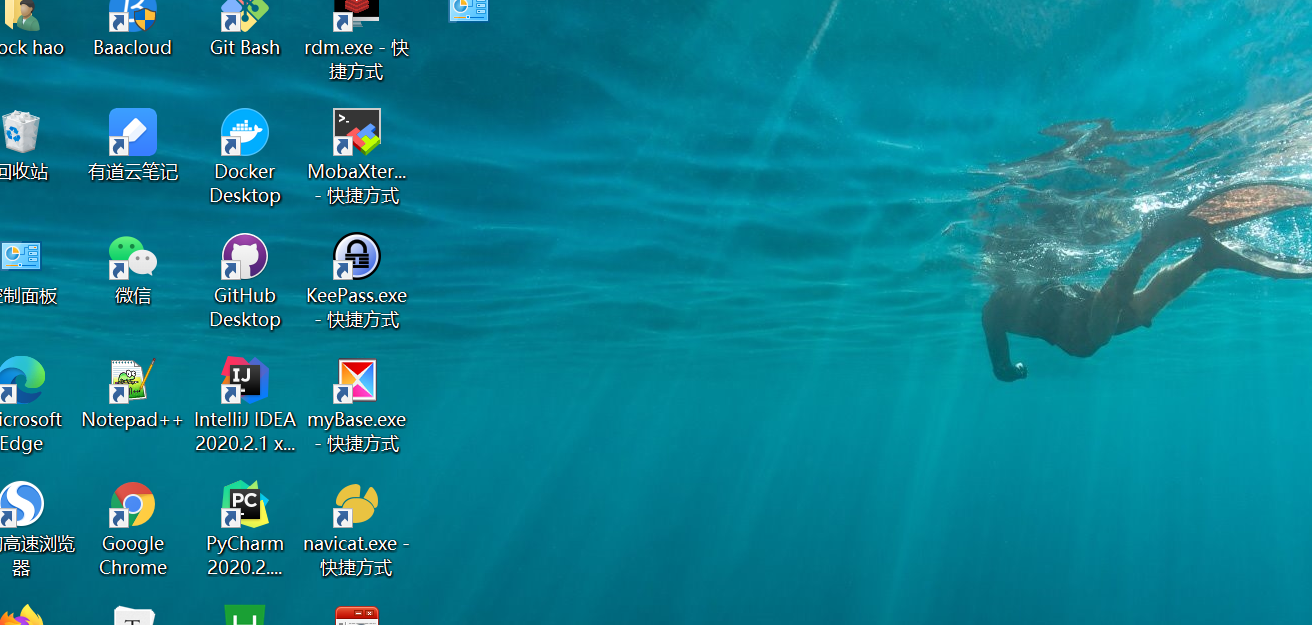 ock hao
Baacloud
Git Bash
rdm.exe - 快
捷方式
回收站
有道云笔记
Docker
Desktop
>_
MobaXter...
- 快捷方式
控制面板
微信
GitHub
Desktop
KeePass.exe
- 快捷方式
icrosoft
Edge
Notepad++
IJ
IntelliJ IDEA
2020.2.1 x...
myBase.exe
- 快捷方式
高速浏览
器
Google
Chrome
PC
PyCharm
2020.2....
navicat.exe -
快捷方式
T